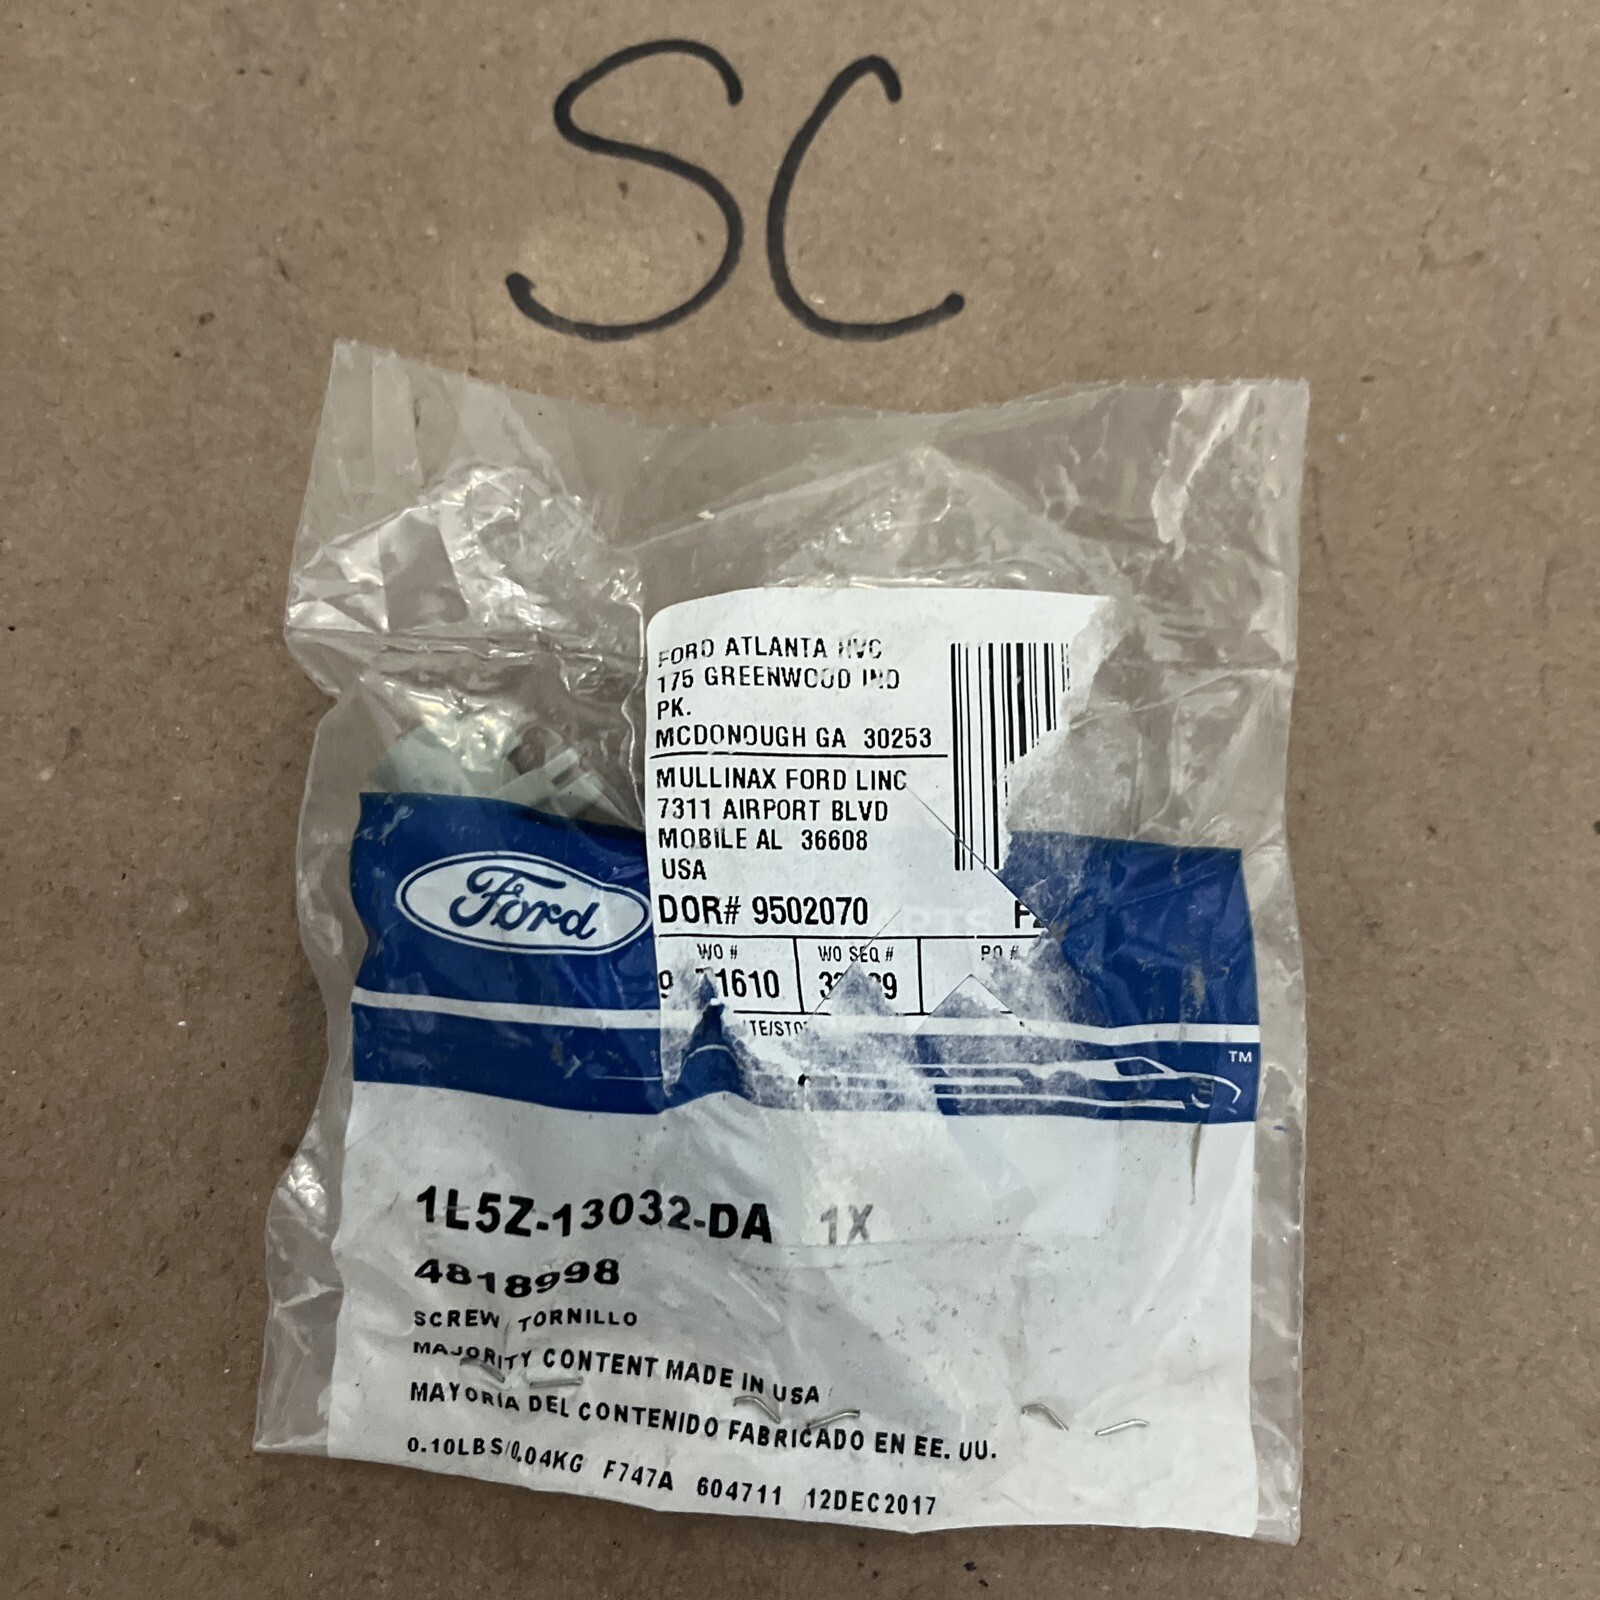 SC
FORD ATLANTA HVC
175 GREENWOOD IND
PK.
MCDONOUGH GA 30253
MULLINAX FORD LINC
7311 AIRPORT BLVD
MOBILE AL 36608
USA
DOR# 9502070
WO # WO SEQ # PO #
Ford
TM
1L5Z-13032-DA 1X
4818998
SCREW/TORNILLO
MAJORITY CONTENT MADE IN USA
MAYORIA DEL CONTENIDO FABRICADO EN EE. UU.
0.10LBS/0.04KG F747A 604711 12DEC2017